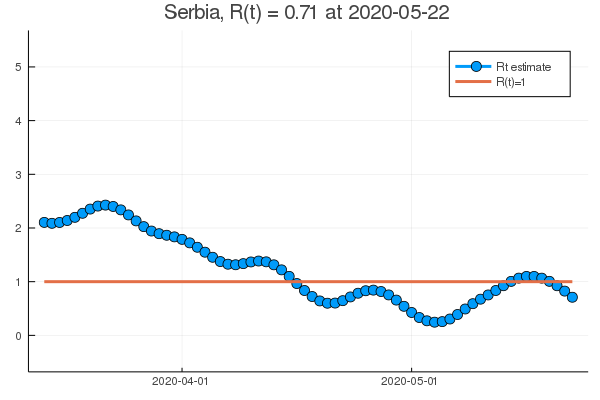 Serbia, R(t) = 0.71 at 2020-05-22
5
4
3
2
1
0
Rt estimate
R(t)=1
2020-04-01
2020-05-01